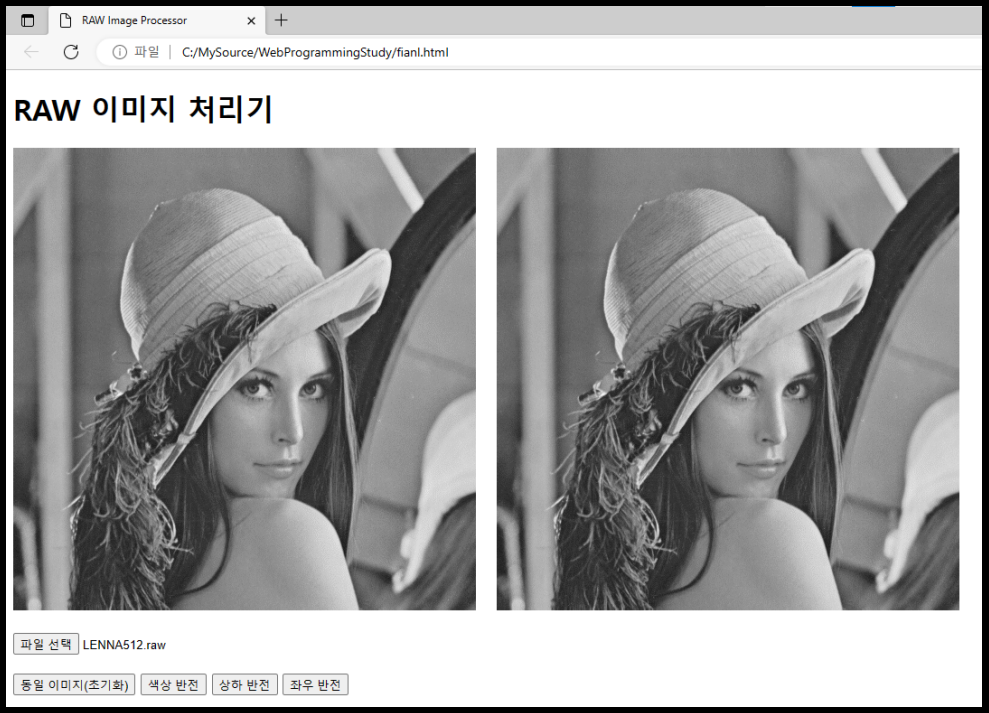 RAW Image Processor
파일 | C:/MySource/WebProgrammingStudy/fianl.html
RAW 이미지 처리기
파일 선택 LENNA512.raw
동일 이미지(초기화) 색상 반전 상하 반전 좌우 반전